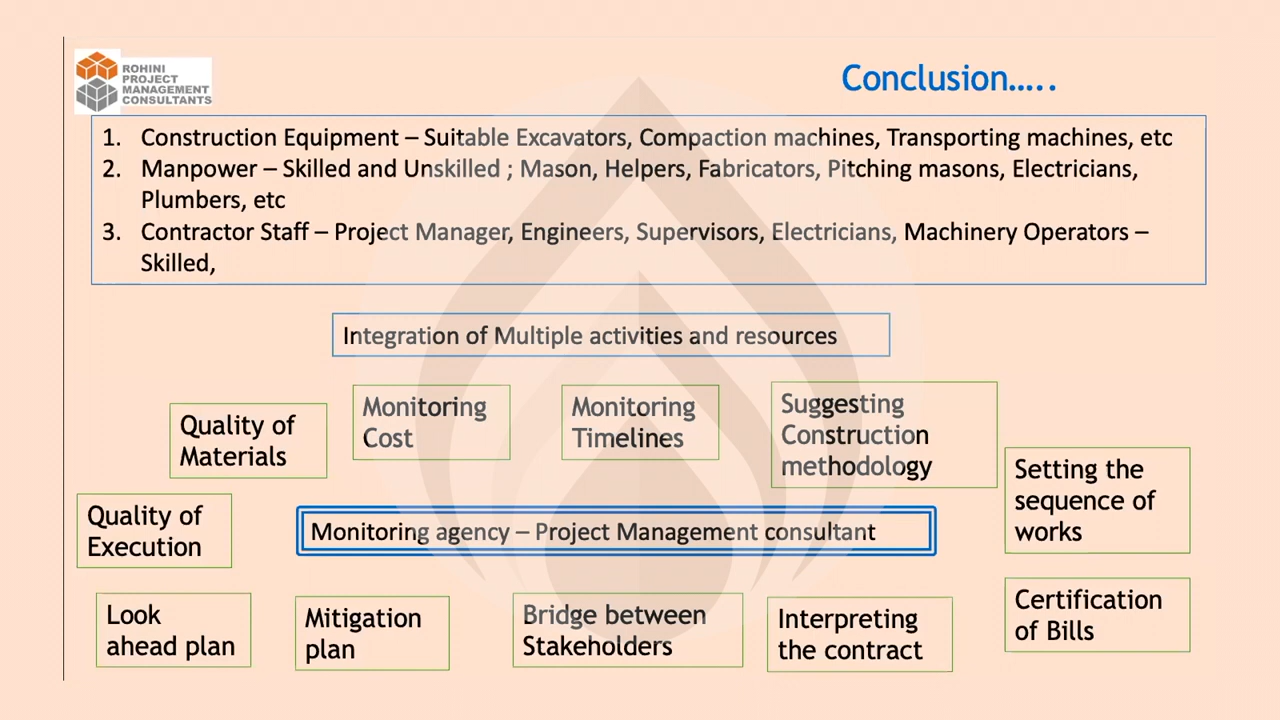 ROHINI
PROJECT
MANAGEMENT
CONSULTANTS
Conclusion.....
1. Construction Equipment – Suitable Excavators, Compaction machines, Transporting machines, etc
2. Manpower – Skilled and Unskilled ; Mason, Helpers, Fabricators, Pitching masons, Electricians,
Plumbers, etc
3. Contractor Staff – Project Manager, Engineers, Supervisors, Electricians, Machinery Operators –
Skilled,
Integration of Multiple activities and resources
Quality of
Materials
Monitoring
Cost
Monitoring
Timelines
Suggesting
Construction
methodology
Setting the
sequence of
works
Quality of
Execution
Monitoring agency – Project Management consultant
Look
ahead plan
Mitigation
plan
Bridge between
Stakeholders
Interpreting
the contract
Certification
of Bills